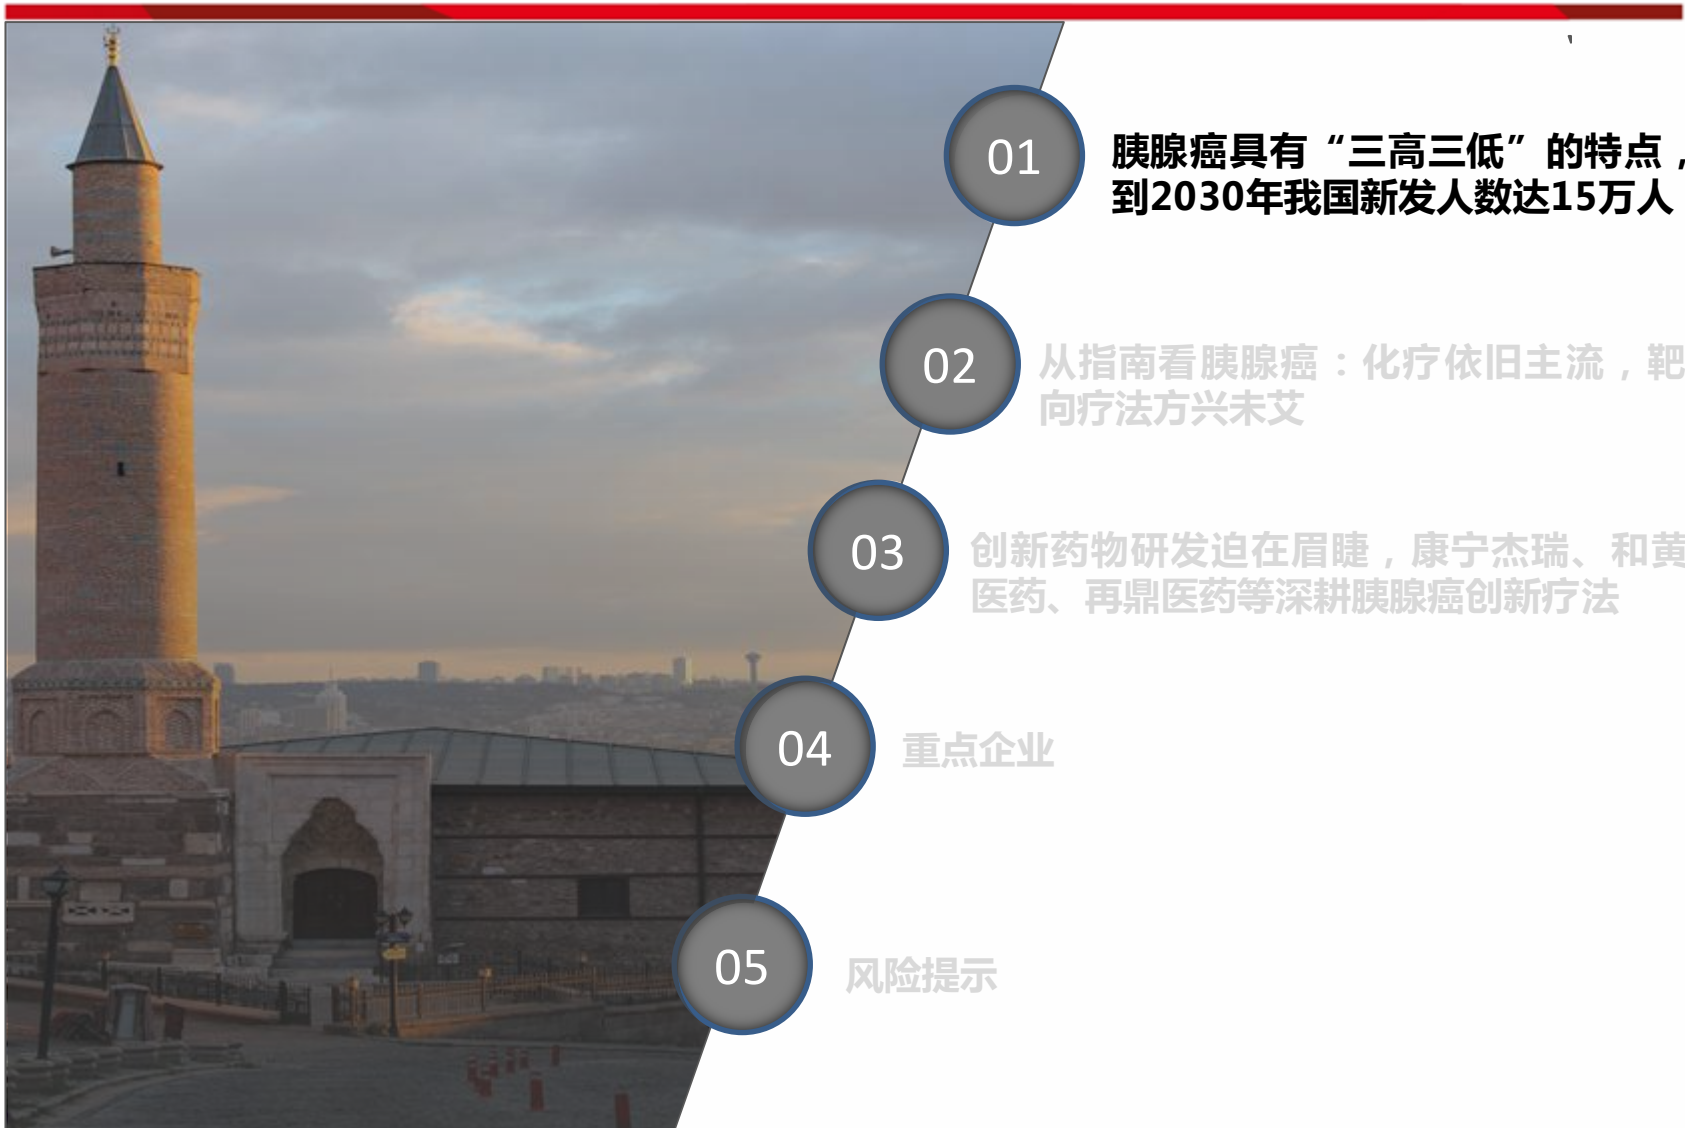 01
胰腺癌具有“三高三低”的特点，
到2030年我国新发人数达15万人
02
从指南看胰腺癌：化疗依旧主流，靶
向疗法方兴未艾
03
创新药物研发迫在眉睫，康宁杰瑞、和黄
医药、再鼎医药等深耕胰腺癌创新疗法
04
重点企业
05
风险提示